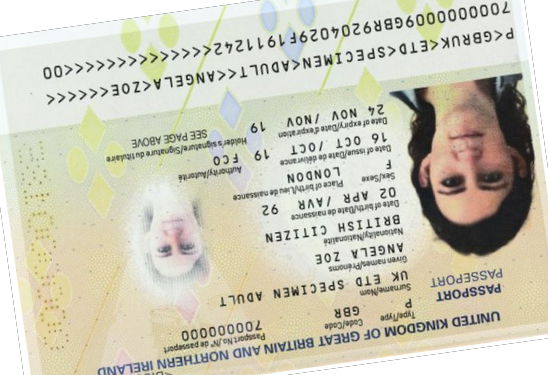 UNITED KINGDOM OF GREAT BRITAIN AND NORTHERN IRELAND
PASSPORT
PASSEPORT
Type/Type Code/Code Passport No./Nº de passeport
P GBR 700000000
Surname/Nom
UK ETD SPECIMEN ADULT
Given names/Prénoms
ANGELA ZOE
Nationality/Nationalité
BRITISH CITIZEN
Date of birth/Date de naissance
02 APR / AVR 92
Sex/Sexe Place of birth/Lieu de naissance
F LONDON
Date of issue/Date de délivrance Authority/Autorité
16 OCT / OCT 19 FCO
Date of expiry/Date d'expiration Holder's signature/Signature du titulaire
24 NOV / NOV 19 SEE PAGE ABOVE
P<GBRUK<ETD<SPECIMEN<ADULT<<ANGELA<ZOE<<<<<<
7000000009GBR9204029F1911242<<<<<<<<<<<<<<00